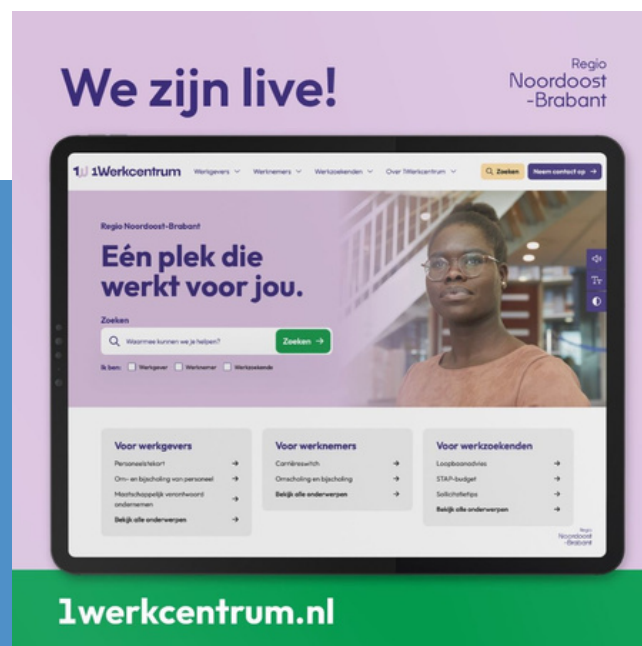 We zijn live!
Regio
Noordoost
-Brabant
1Werkcentrum
Werkgevers
Werknemers
Werkzoekenden
Over 1Werkcentrum
Zoeken
Neem contact op
Regio Noordoost-Brabant
Eén plek die
werkt voor jou.
Zoeken
Waarmee kunnen we je helpen?
Zoeken
Ik ben: Werkgever Werknemer Werkzoekende
Voor werkgevers
Personeelstekort
Om- en bijscholing van personeel
Maatschappelijk verantwoord
ondernemen
Bekijk alle onderwerpen
Voor werknemers
Carrièreswitch
Omscholing en bijscholing
Bekijk alle onderwerpen
Voor werkzoekenden
Loopbaanadvies
STAP-budget
Sollicitatietips
Bekijk alle onderwerpen
Regio
Noordoost
-Brabant
1werkcentrum.nl